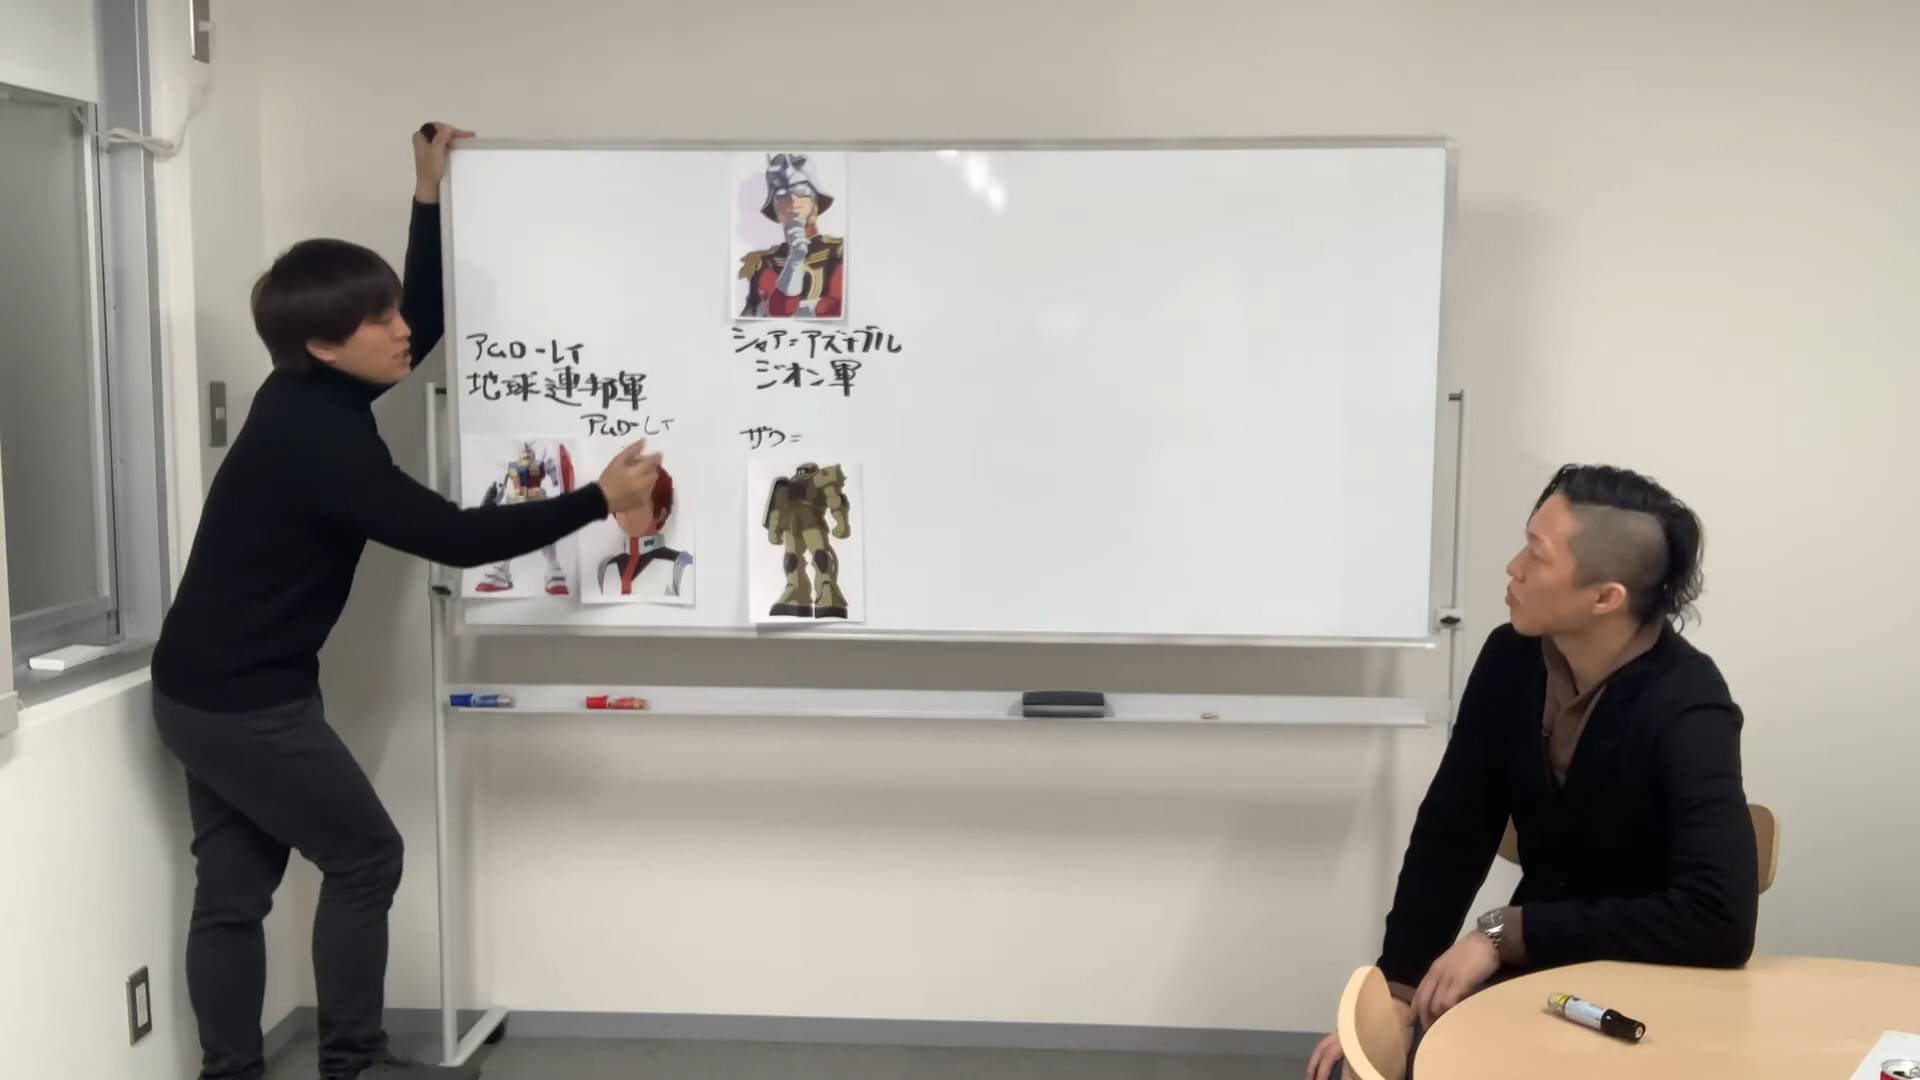 アムロ・レイ
地球連邦軍
アムロ・レイ
シャア=アズナブル
ジオン軍
ザク=